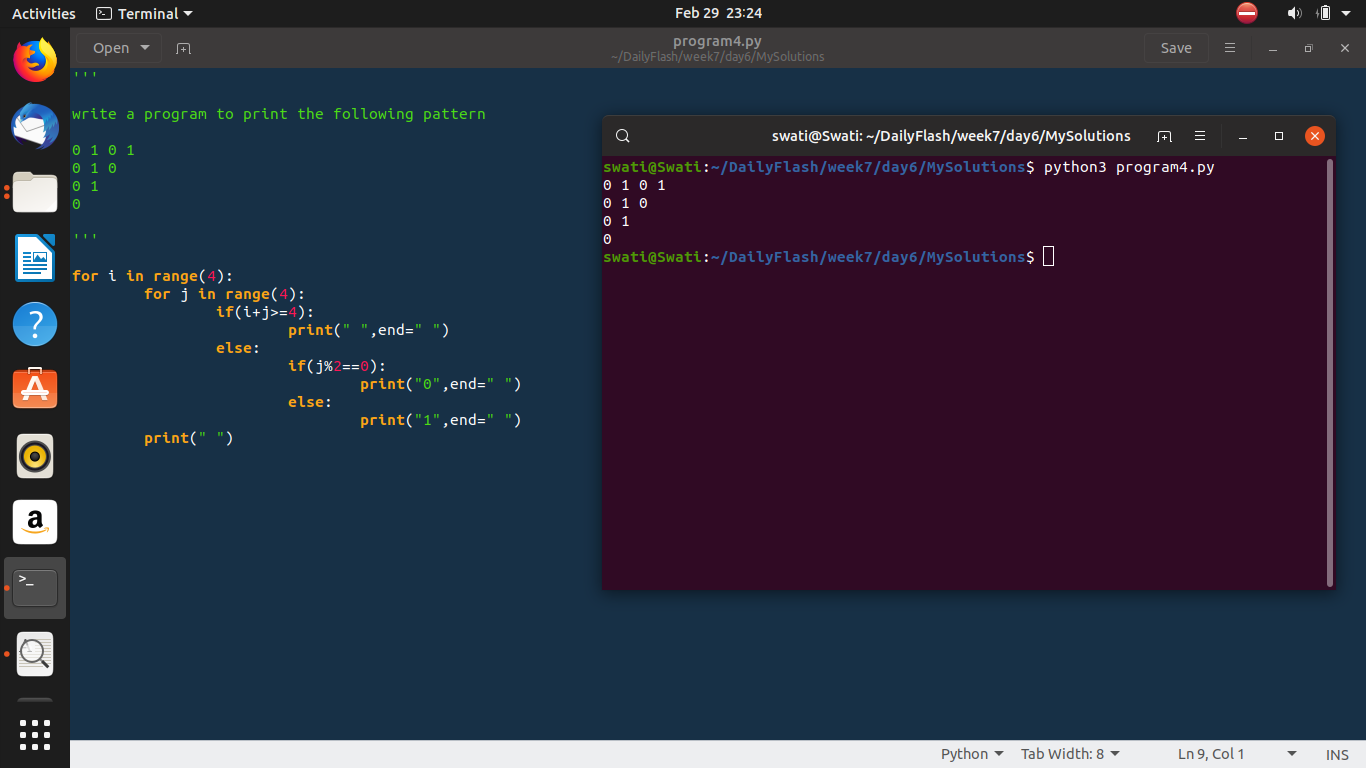 Activities Terminal Feb 29 23:24
Open program4.py Save
~/DailyFlash/week7/day6/MySolutions
'''
write a program to print the following pattern
0 1 0 1
0 1 0
0 1
0
'''
for i in range(4):
        for j in range(4):
                if(i+j>=4):
                        print(" ",end=" ")
                else:
                        if(j%2==0):
                                print("0",end=" ")
                        else:
                                print("1",end=" ")
        print(" ")
swati@Swati: ~/DailyFlash/week7/day6/MySolutions
swati@Swati:~/DailyFlash/week7/day6/MySolutions$ python3 program4.py
0 1 0 1
0 1 0
0 1
0
swati@Swati:~/DailyFlash/week7/day6/MySolutions$
?
a
>_
Python Tab Width: 8 Ln 9, Col 1 INS